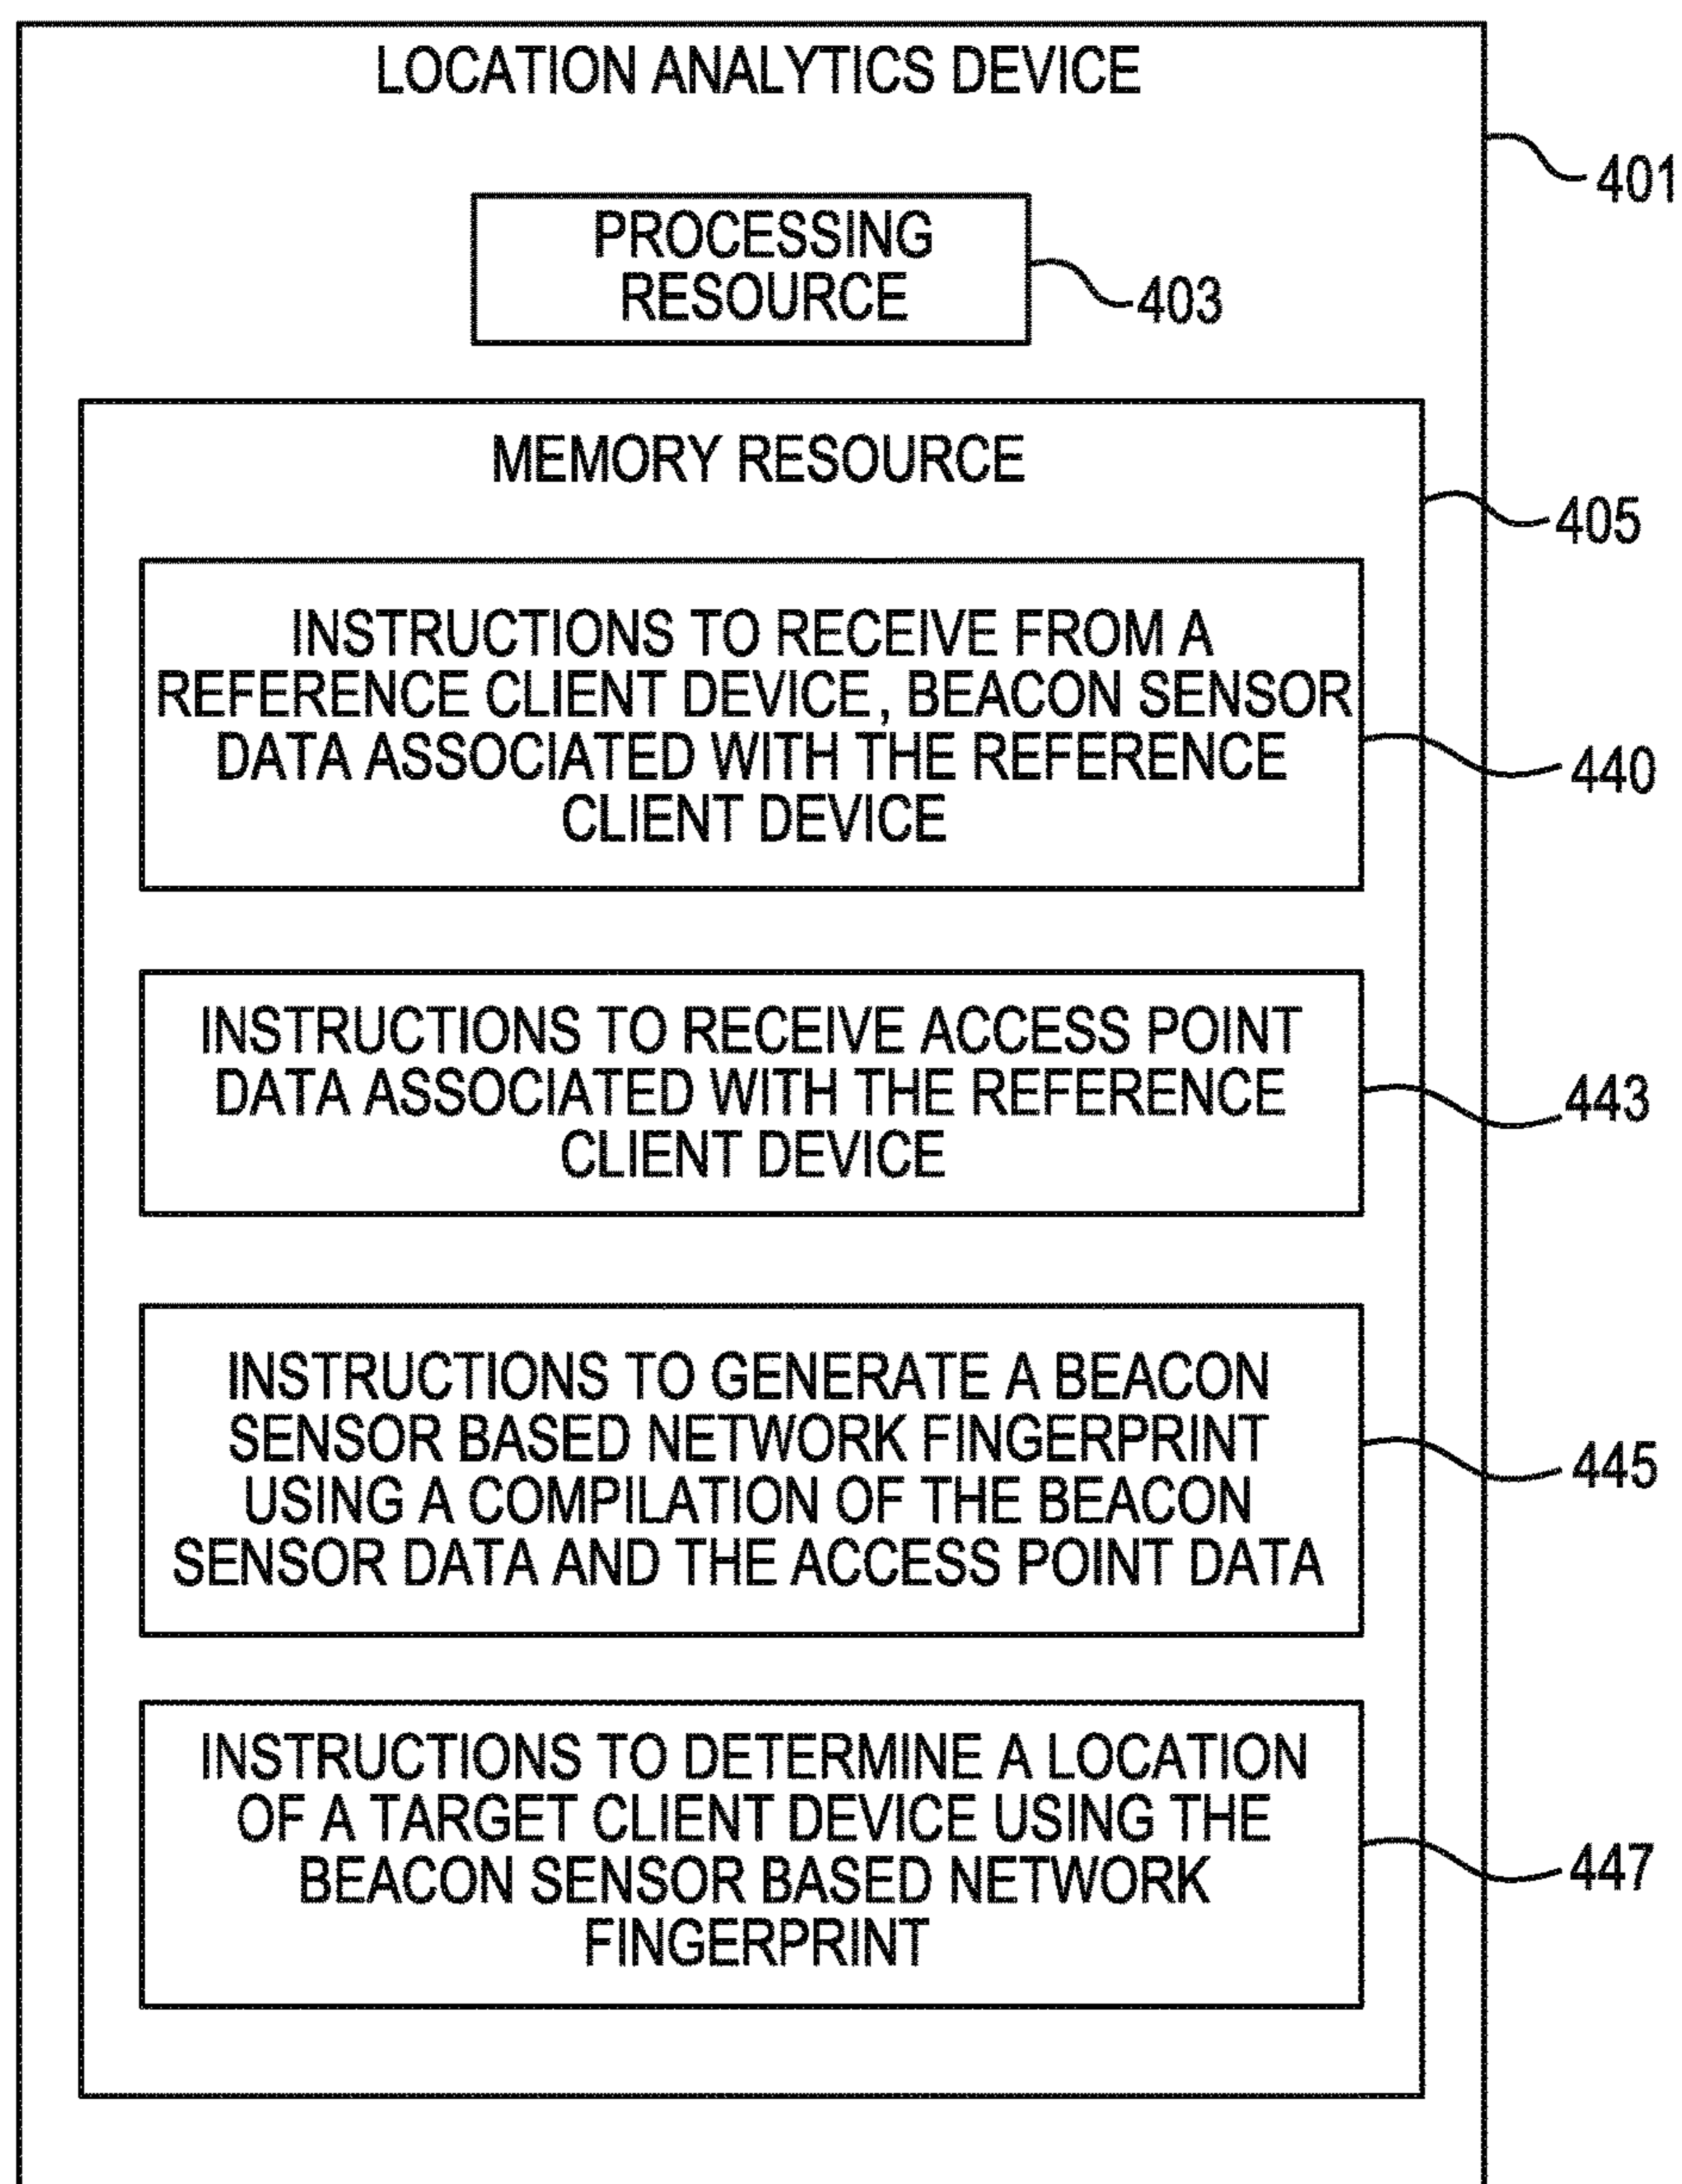 LOCATION ANALYTICS DEVICE
401
PROCESSING
RESOURCE
403
MEMORY RESOURCE
405
INSTRUCTIONS TO RECEIVE FROM A
REFERENCE CLIENT DEVICE, BEACON SENSOR
DATA ASSOCIATED WITH THE REFERENCE
CLIENT DEVICE
440
INSTRUCTIONS TO RECEIVE ACCESS POINT
DATA ASSOCIATED WITH THE REFERENCE
CLIENT DEVICE
443
INSTRUCTIONS TO GENERATE A BEACON
SENSOR BASED NETWORK FINGERPRINT
USING A COMPILATION OF THE BEACON
SENSOR DATA AND THE ACCESS POINT DATA
445
INSTRUCTIONS TO DETERMINE A LOCATION
OF A TARGET CLIENT DEVICE USING THE
BEACON SENSOR BASED NETWORK
FINGERPRINT
447